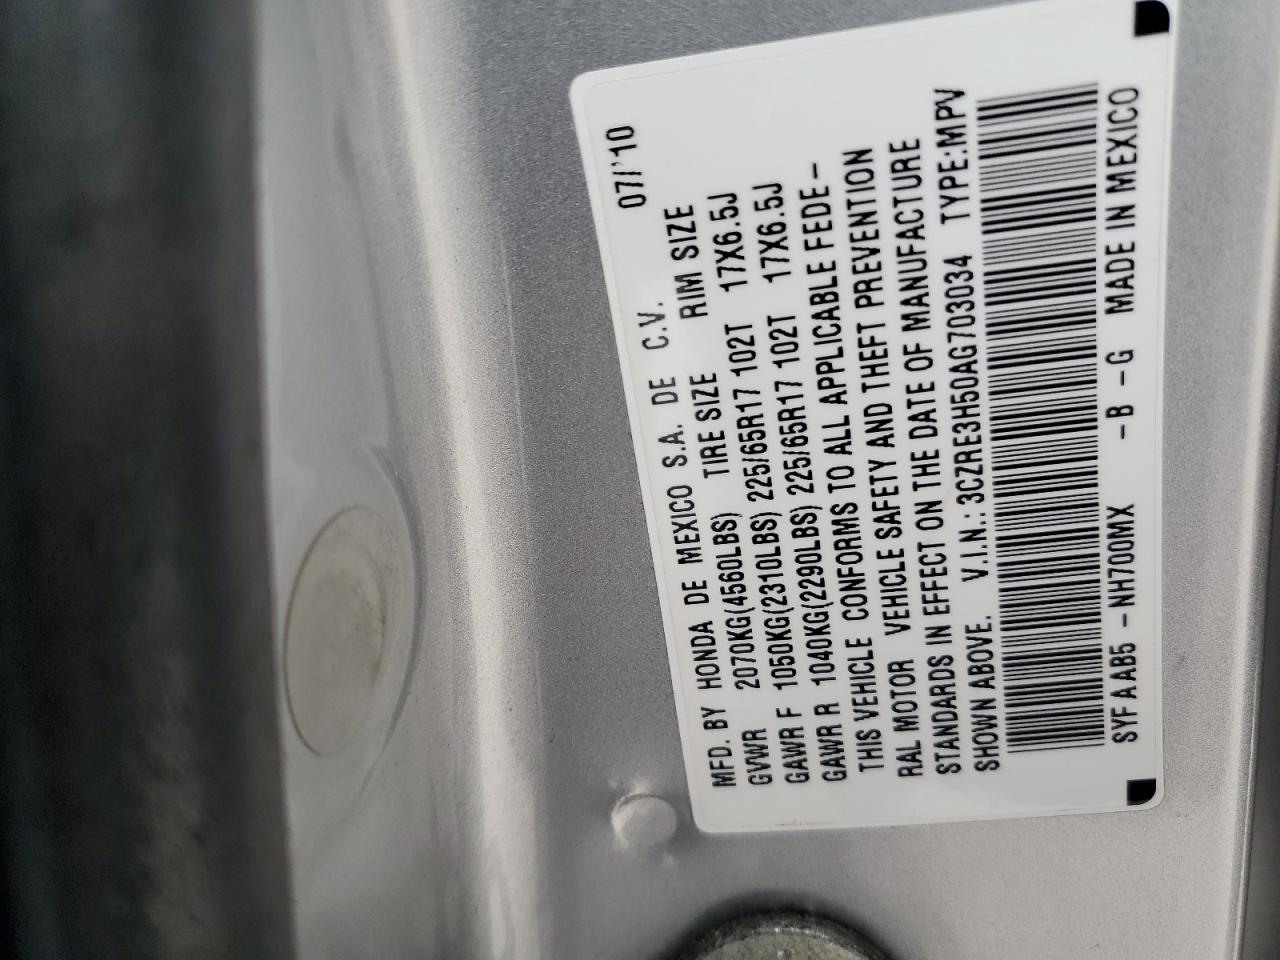 MFD. BY HONDA DE MEXICO S.A. DE C.V. 07/'10
GVWR 2070KG(4560LBS) TIRE SIZE RIM SIZE
GAWR F 1050KG(2310LBS) 225/65R17 102T 17X6.5J
GAWR R 1040KG(2290LBS) 225/65R17 102T 17X6.5J
THIS VEHICLE CONFORMS TO ALL APPLICABLE FEDE-
RAL MOTOR VEHICLE SAFETY AND THEFT PREVENTION
STANDARDS IN EFFECT ON THE DATE OF MANUFACTURE
SHOWN ABOVE. V.I.N.: 3CZRE3H50AG703034 TYPE:MPV
SYFAAB5 -NH700MX -B -G MADE IN MEXICO